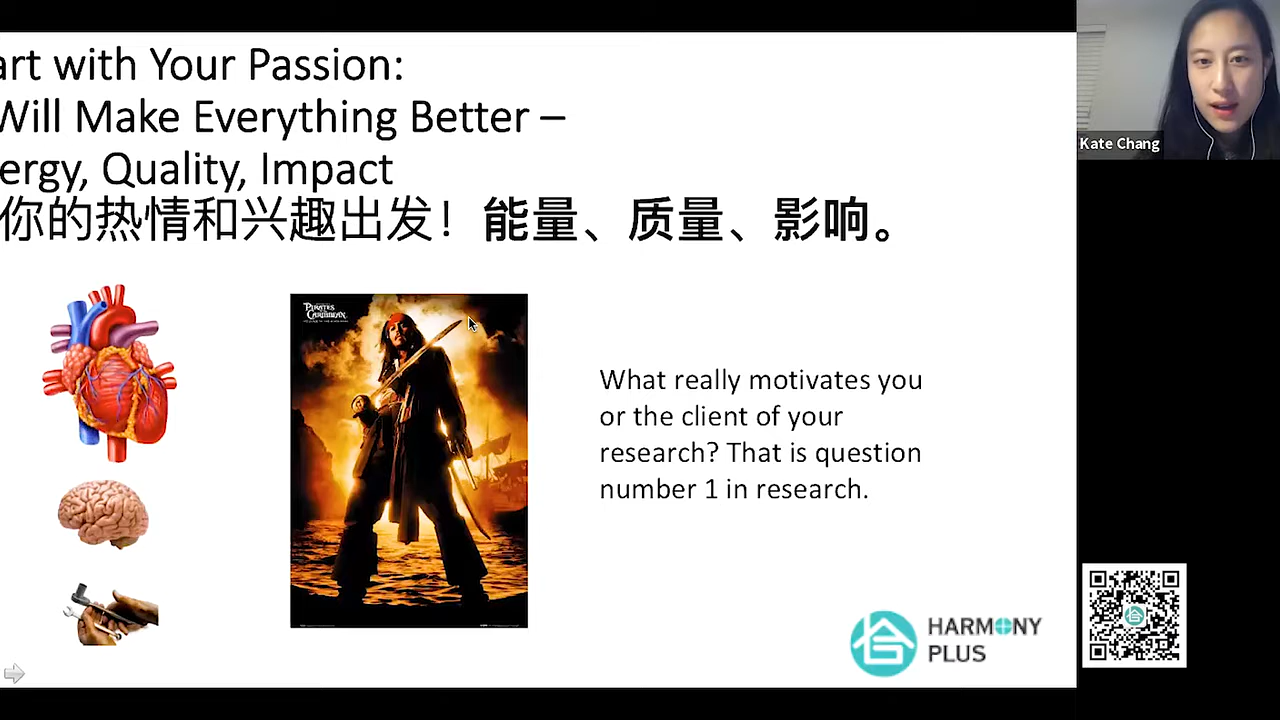 art with Your Passion:
Will Make Everything Better –
ergy, Quality, Impact
你的热情和兴趣出发！能量、质量、影响。
PIRATES
CARIBBEAN
What really motivates you
or the client of your
research? That is question
number 1 in research.
HARMONY
PLUS
Kate Chang